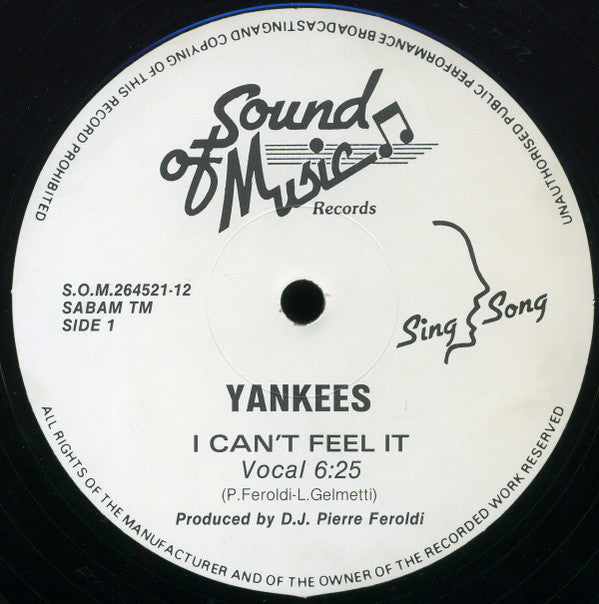 UNAUTHORISED PUBLIC PERFORMANCE BROADCASTING AND COPYING OF THIS RECORD PROHIBITED
Sound
of Music
Records
S.O.M.264521-12
SABAM TM
SIDE 1
Sing Song
YANKEES
I CAN'T FEEL IT
Vocal 6:25
(P.Feroldi-L.Gelmetti)
Produced by D.J. Pierre Feroldi
ALL RIGHTS OF THE MANUFACTURER AND OF THE OWNER OF THE RECORDED WORK RESERVED